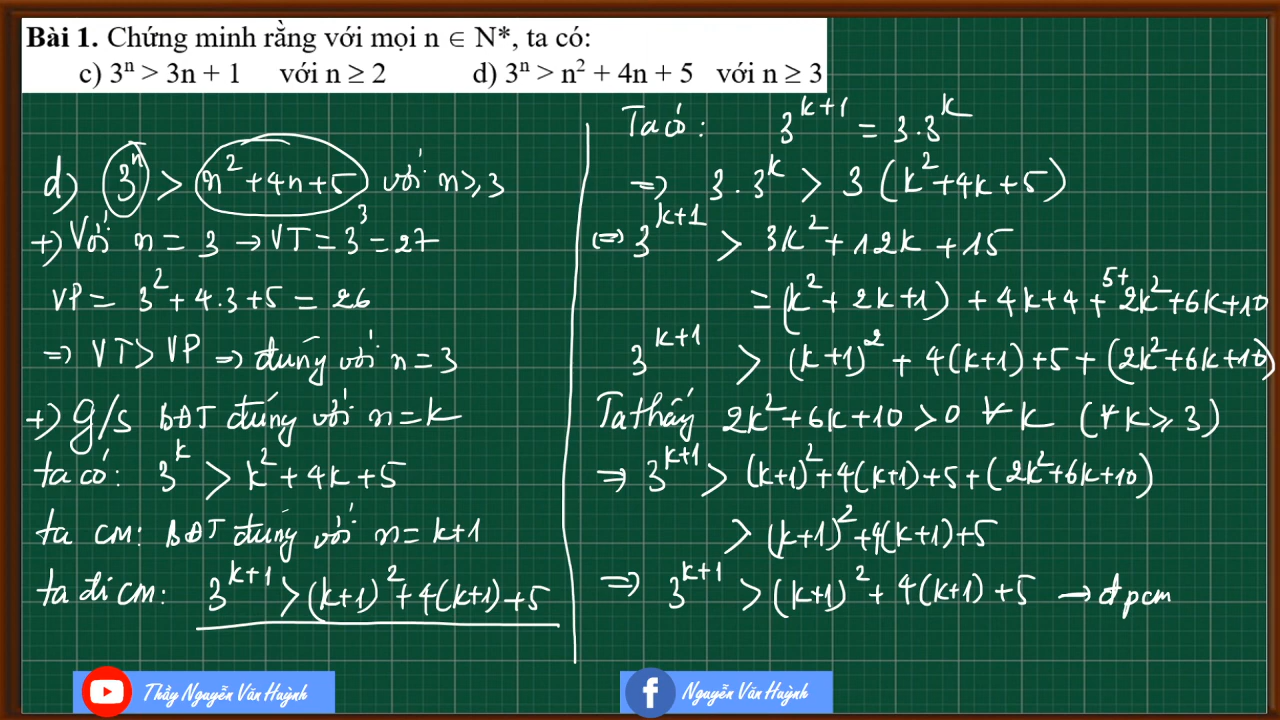 Bài 1. Chứng minh rằng với mọi n ∈ N*, ta có:
c) 3ⁿ > 3n + 1 với n ≥ 2 d) 3ⁿ > n² + 4n + 5 với n ≥ 3
d) 3ⁿ > n² + 4n + 5 với n ≥ 3
+) Với n = 3 → VT = 3³ = 27
VP = 3² + 4.3 + 5 = 26
=> VT > VP => đúng với n = 3
+) g/s BĐT đúng với n = k
ta có: 3ᵏ > k² + 4k + 5
ta cm: BĐT đúng với n = k+1
ta đi cm: 3ᵏ⁺¹ > (k+1)² + 4(k+1) + 5
Ta có: 3ᵏ⁺¹ = 3.3ᵏ
=> 3.3ᵏ > 3(k² + 4k + 5)
<=> 3ᵏ⁺¹ > 3k² + 12k + 15
= (k² + 2k + 1) + 4k + 4 + 5 + 2k² + 6k + 10
3ᵏ⁺¹ > (k+1)² + 4(k+1) + 5 + (2k² + 6k + 10)
Ta thấy 2k² + 6k + 10 > 0 ∀k (∀k ≥ 3)
=> 3ᵏ⁺¹ > (k+1)² + 4(k+1) + 5 + (2k² + 6k + 10)
> (k+1)² + 4(k+1) + 5
=> 3ᵏ⁺¹ > (k+1)² + 4(k+1) + 5 → đpcm
Thầy Nguyễn Văn Huỳnh
f Nguyễn Văn Huỳnh